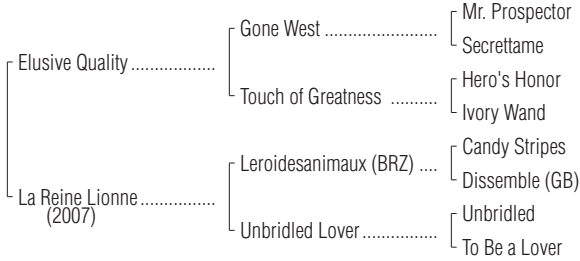 Mr. Prospector
Gone West ........................
Secrettame
Elusive Quality ..................
Hero's Honor
Touch of Greatness ..........
Ivory Wand
Candy Stripes
Leroidesanimaux (BRZ) ....
Dissemble (GB)
La Reine Lionne ................
(2007)
Unbridled
Unbridled Lover ................
To Be a Lover